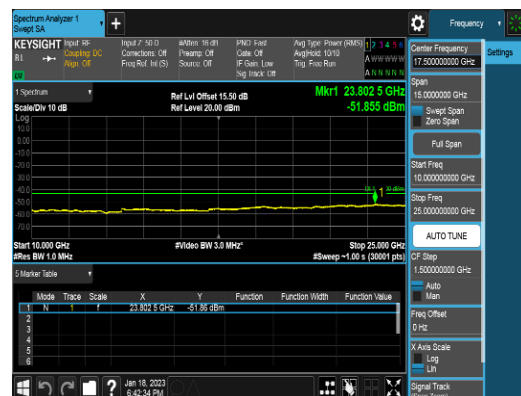 Spectrum Analyzer 1
Swept SA
+
Frequency
KEYSIGHT
R1
Input: RF
Coupling: DC
Align: Off
Input Z: 50 Ω
Corrections: Off
Freq Ref: Int (S)
#Atten: 16 dB
Preamp: Off
Source: Off
PNO: Fast
Gate: Off
IF Gain: Low
Sig Track: Off
Avg Type: Power (RMS)
Avg|Hold: 10/10
Trig: Free Run
1 2 3 4 5 6
A W W W W W
A N N N N N
1 Spectrum
Scale/Div 10 dB
Ref Lvl Offset 15.50 dB
Ref Level 20.00 dBm
Mkr1 23.802 5 GHz
-51.855 dBm
Log
10.0
0.00
-10.0
-20.0
-30.0
-40.0
-50.0
-60.0
-70.0
1
Start 10.000 GHz
#Res BW 1.0 MHz
#Video BW 3.0 MHz*
Stop 25.000 GHz
#Sweep ~1.00 s (30001 pts)
5 Marker Table
Mode Trace Scale X Y Function Function Width Function Value
1 N 1 f 23.802 5 GHz -51.86 dBm
2
3
4
5
6
Jan 18, 2023
6:42:34 PM
Center Frequency
17.500000000 GHz
Settings
Span
15.0000000 GHz
Swept Span
Zero Span
Full Span
Start Freq
10.000000000 GHz
Stop Freq
25.000000000 GHz
AUTO TUNE
CF Step
1.500000000 GHz
Auto
Man
Freq Offset
0 Hz
X Axis Scale
Log
Lin
Signal Track
(Span Zoom)